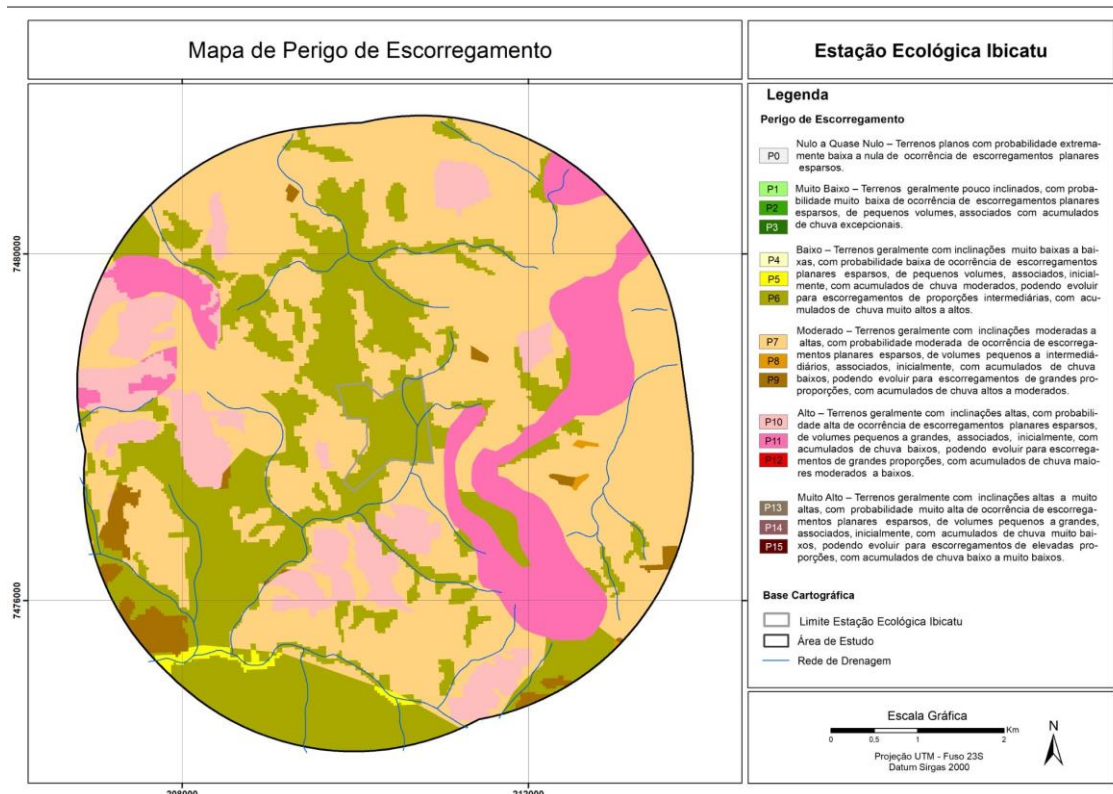 Mapa de Perigo de Escorregamento
Estação Ecológica Ibicatu
7480000
7476000
208000
212000
Legenda
Perigo de Escorregamento
P0
Nulo a Quase Nulo – Terrenos planos com probabilidade extrema-
mente baixa a nula de ocorrência de escorregamentos planares
esparsos.
P1
P2
P3
Muito Baixo – Terrenos geralmente pouco inclinados, com proba-
bilidade muito baixa de ocorrência de escorregamentos planares
esparsos, de pequenos volumes, associados com acumulados
de chuva excepcionais.
P4
P5
P6
Baixo – Terrenos geralmente com inclinações muito baixas a bai-
xas, com probabilidade baixa de ocorrência de escorregamentos
planares esparsos, de pequenos volumes, associados, inicial-
mente, com acumulados de chuva moderados, podendo evoluir
para escorregamentos de proporções intermediárias, com acu-
mulados de chuva muito altos a altos.
P7
P8
P9
Moderado – Terrenos geralmente com inclinações moderadas a
altas, com probabilidade moderada de ocorrência de escorrega-
mentos planares esparsos, de volumes pequenos a intermedi-
diários, associados, inicialmente, com acumulados de chuva
baixos, podendo evoluir para escorregamentos de grandes pro-
proporções, com acumulados de chuva altos a moderados.
P10
P11
P12
Alto – Terrenos geralmente com inclinações altas, com probabili-
dade alta de ocorrência de escorregamentos planares esparsos,
de volumes pequenos a grandes, associados, inicialmente, com
acumulados de chuva baixos, podendo evoluir para escorrega-
mentos de grandes proporções, com acumulados de chuva maio-
res moderados a baixos.
P13
P14
P15
Muito Alto – Terrenos geralmente com inclinações altas a muito
altas, com probabilidade muito alta de ocorrência de escorrega-
mentos planares esparsos, de volumes pequenos a grandes,
associados, inicialmente, com acumulados de chuva muito bai-
xos, podendo evoluir para escorregamentos de elevadas pro-
porções, com acumulados de chuva baixo a muito baixos.
Base Cartográfica
Limite Estação Ecológica Ibicatu
Área de Estudo
Rede de Drenagem
Escala Gráfica
Km
0 0,5 1 2
N
Projeção UTM - Fuso 23S
Datum Sirgas 2000